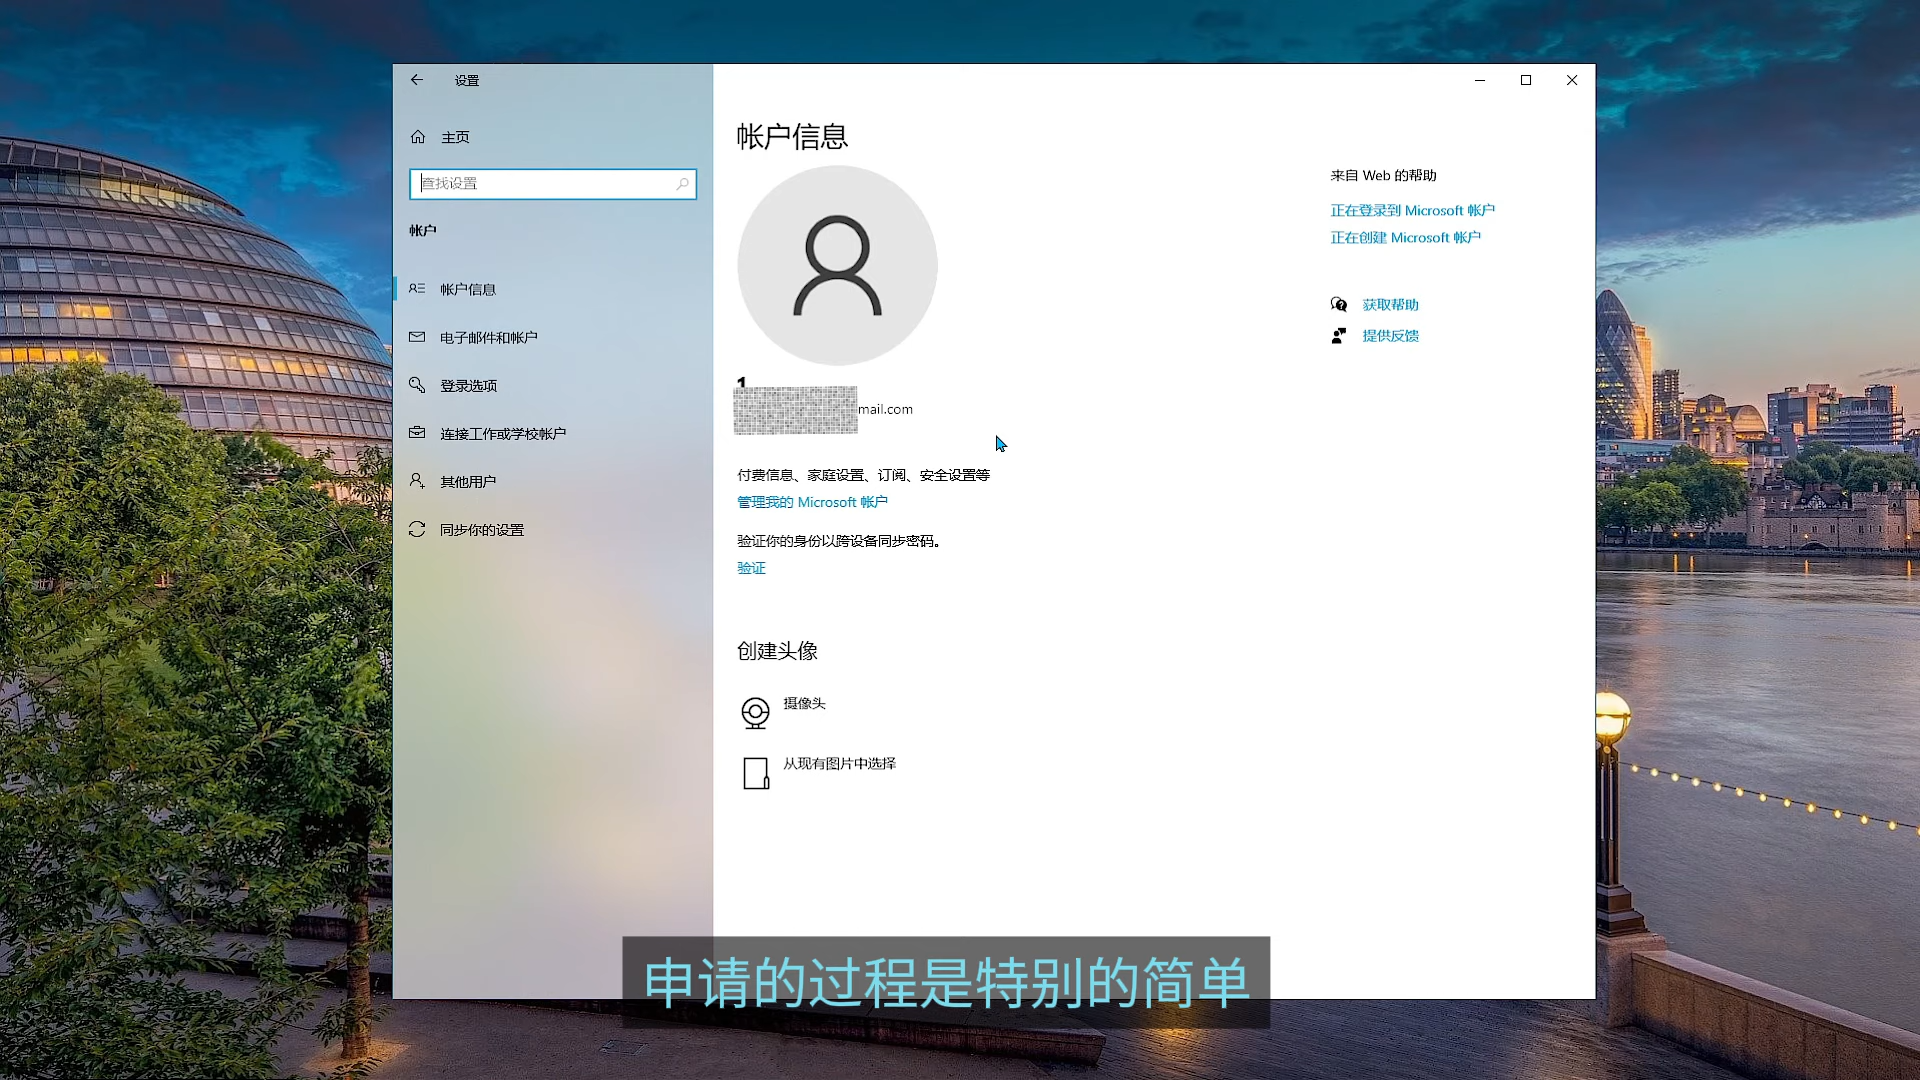 设置
主页
查找设置
帐户
帐户信息
电子邮件和帐户
登录选项
连接工作或学校帐户
其他用户
同步你的设置
帐户信息
1
mail.com
付费信息、家庭设置、订阅、安全设置等
管理我的 Microsoft 帐户
验证你的身份以跨设备同步密码。
验证
创建头像
摄像头
从现有图片中选择
来自 Web 的帮助
正在登录到 Microsoft 帐户
正在创建 Microsoft 帐户
获取帮助
提供反馈
申请的过程是特别的简单